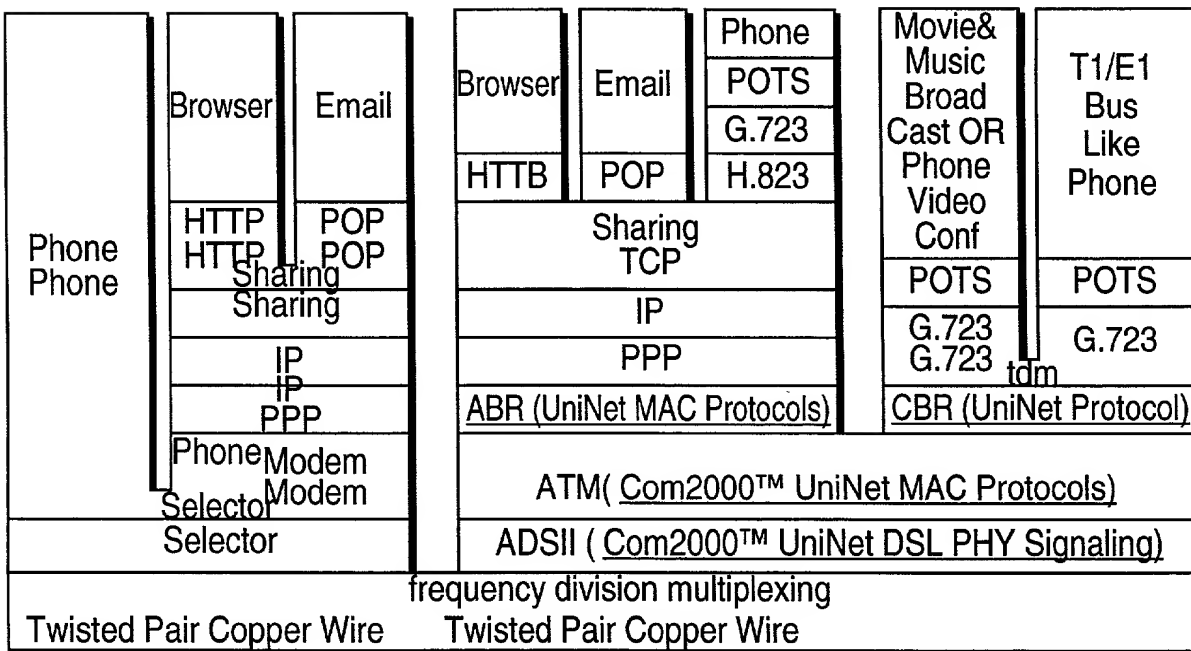 Phone
Phone
Browser
Email
HTTP
HTTP
POP
POP
Sharing
Sharing
IP
IP
PPP
Phone
Modem
Modem
Selector
Selector
Browser
Email
Phone
POTS
G.723
HTTB
POP
H.823
Sharing
TCP
IP
PPP
ABR (UniNet MAC Protocols)
Movie&
Music
Broad
Cast OR
Phone
Video
Conf
POTS
G.723
G.723
T1/E1
Bus
Like
Phone
POTS
G.723
tdm
CBR (UniNet Protocol)
ATM( Com2000™ UniNet MAC Protocols)
ADSII ( Com2000™ UniNet DSL PHY Signaling)
frequency division multiplexing
Twisted Pair Copper Wire
Twisted Pair Copper Wire